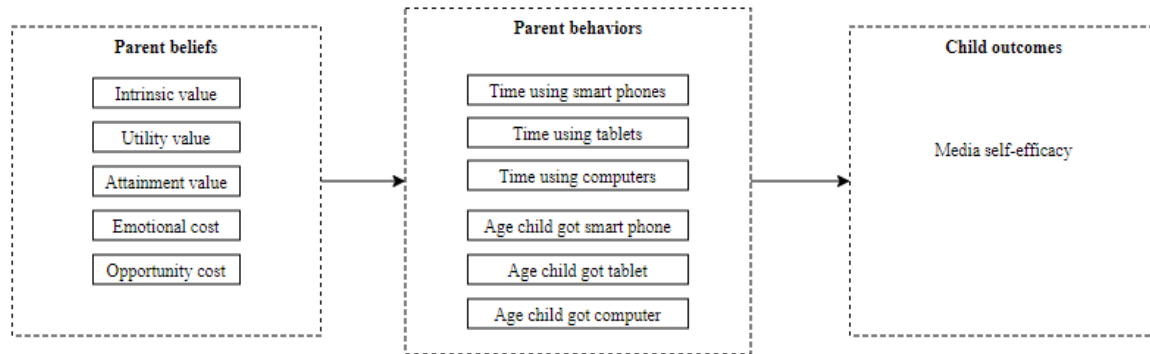 Parent beliefs
Intrinsic value
Utility value
Attainment value
Emotional cost
Opportunity cost
Parent behaviors
Time using smart phones
Time using tablets
Time using computers
Age child got smart phone
Age child got tablet
Age child got computer
Child outcomes
Media self-efficacy